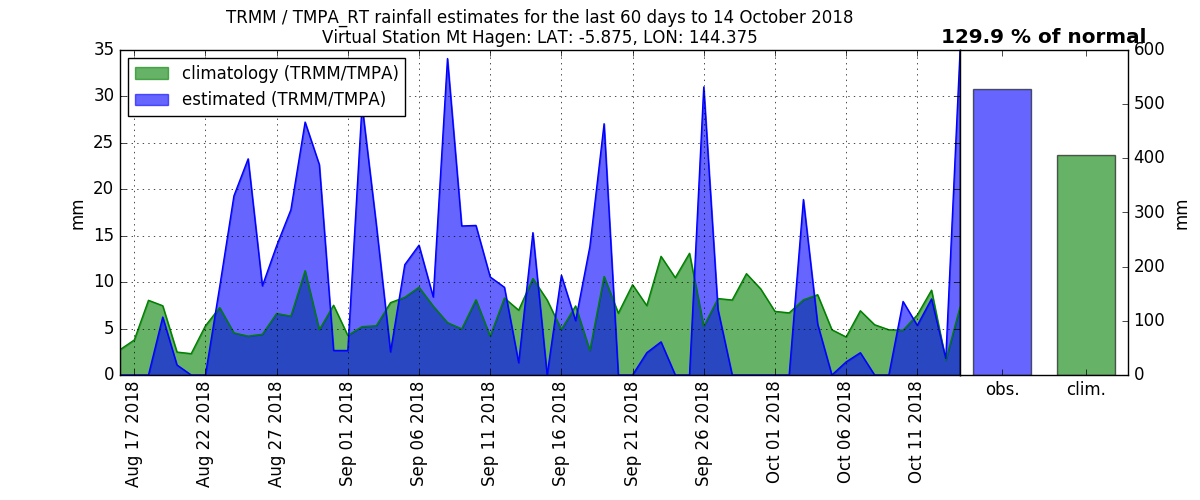 TRMM / TMPA_RT rainfall estimates for the last 60 days to 14 October 2018
Virtual Station Mt Hagen: LAT: -5.875, LON: 144.375
129.9 % of normal
climatology (TRMM/TMPA)
estimated (TRMM/TMPA)
mm
35
30
25
20
15
10
5
0
Aug 17 2018
Aug 22 2018
Aug 27 2018
Sep 01 2018
Sep 06 2018
Sep 11 2018
Sep 16 2018
Sep 21 2018
Sep 26 2018
Oct 01 2018
Oct 06 2018
Oct 11 2018
obs.
clim.
600
500
400
300
200
100
0
mm